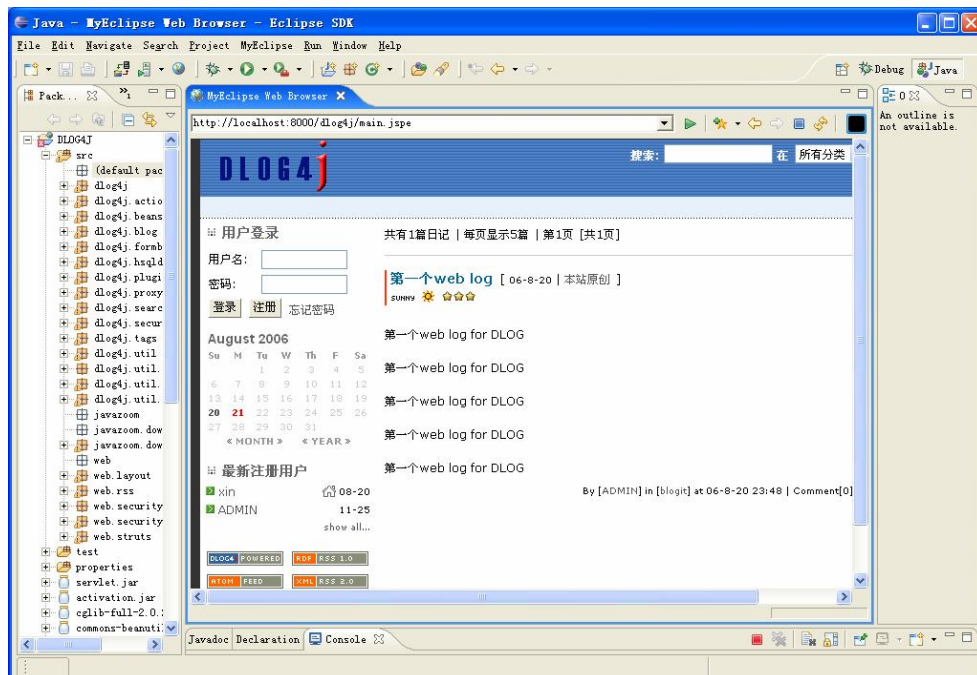 Java - MyEclipse Web Browser - Eclipse SDK
File Edit Navigate Search Project MyEclipse Run Window Help
Debug Java
Pack...
DLOG4J
src
(default pac
dlog4j
dlog4j.actio
dlog4j.beans
dlog4j.blog
dlog4j.formb
dlog4j.hsqld
dlog4j.plugi
dlog4j.proxy
dlog4j.searc
dlog4j.secur
dlog4j.tags
dlog4j.util
dlog4j.util.
dlog4j.util.
dlog4j.util.
javazoom
javazoom.dow
javazoom.dow
web
web.layout
web.rss
web.security
web.security
web.struts
test
properties
servlet.jar
activation.jar
cglib-full-2.0.
commons-beanuti
MyEclipse Web Browser
http://localhost:8000/dlog4j/main.jspe
DLOG4j
搜索: 在 所有分类
用户登录
用户名:
密码:
登录 注册 忘记密码
August 2006
Su M Tu W Th F Sa
1 2 3 4 5
6 7 8 9 10 11 12
13 14 15 16 17 18 19
20 21 22 23 24 25 26
27 28 29 30 31
« MONTH » « YEAR »
最新注册用户
xin 08-20
ADMIN 11-25
show all...
DLOG4 POWERED RDF RSS 1.0
ATOM FEED XML RSS 2.0
共有1篇日记 | 每页显示5篇 | 第1页 [共1页]
第一个web log [ 06-8-20 | 本站原创 ]
SUNNY
第一个web log for DLOG
第一个web log for DLOG
第一个web log for DLOG
第一个web log for DLOG
第一个web log for DLOG
By [ADMIN] in [blogit] at 06-8-20 23:48 | Comment[0]
An outline is
not available.
Javadoc Declaration Console